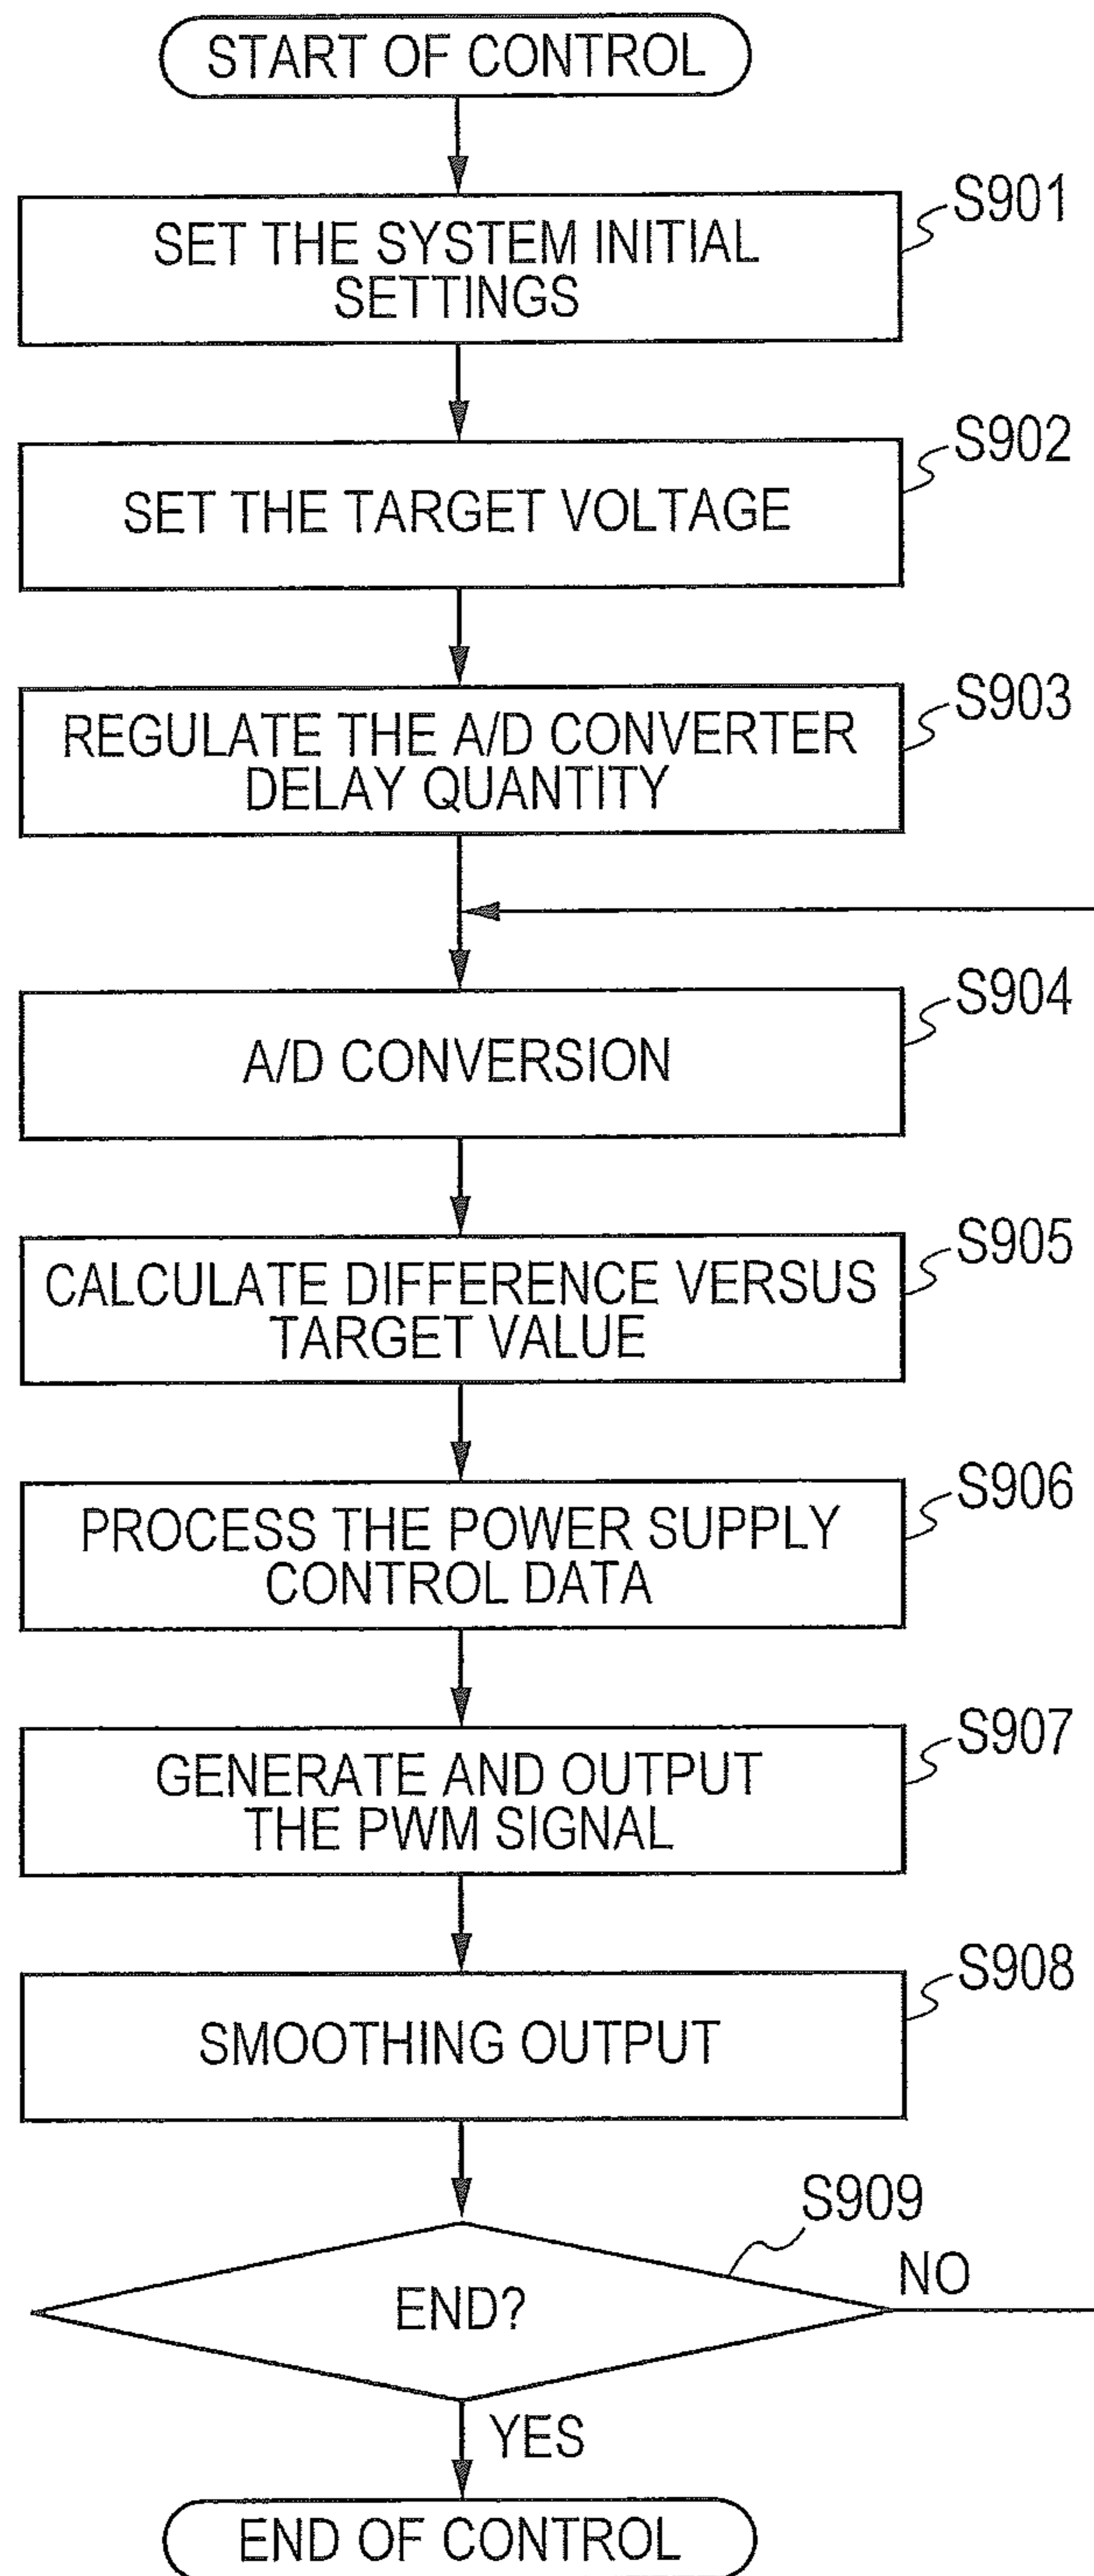 START OF CONTROL
S901
SET THE SYSTEM INITIAL
SETTINGS
S902
SET THE TARGET VOLTAGE
S903
REGULATE THE A/D CONVERTER
DELAY QUANTITY
S904
A/D CONVERSION
S905
CALCULATE DIFFERENCE VERSUS
TARGET VALUE
S906
PROCESS THE POWER SUPPLY
CONTROL DATA
S907
GENERATE AND OUTPUT
THE PWM SIGNAL
S908
SMOOTHING OUTPUT
S909
END?
NO
YES
END OF CONTROL